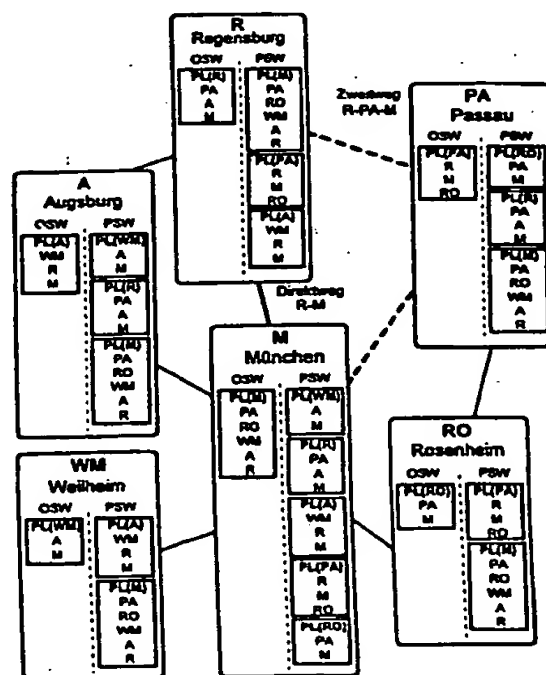 R
Regensburg
OSW
PL(R)
PA
A
M
PSW
PL(M)
PA
RO
WM
A
R
PL(PA)
R
M
RO
PL(A)
WM
R
M
Zweitweg
R-PA-M
PA
Passau
OSW
PL(PA)
R
M
RO
PSW
PL(RO)
PA
M
PL(R)
PA
A
M
PL(M)
PA
RO
WM
A
R
A
Augsburg
OSW
PL(A)
WM
R
M
PSW
PL(WM)
A
M
PL(R)
PA
A
M
PL(M)
PA
RO
WM
A
R
Direktweg
R-M
M
München
OSW
PL(M)
PA
RO
WM
A
R
PSW
PL(WM)
A
M
PL(R)
PA
A
M
PL(A)
WM
R
M
PL(PA)
R
M
RO
PL(RO)
PA
M
RO
Rosenheim
OSW
PL(RO)
PA
M
PSW
PL(PA)
R
M
RO
PL(M)
PA
RO
WM
A
R
WM
Weilheim
OSW
PL(WM)
A
M
PSW
PL(A)
WM
R
M
PL(M)
PA
RO
WM
A
R